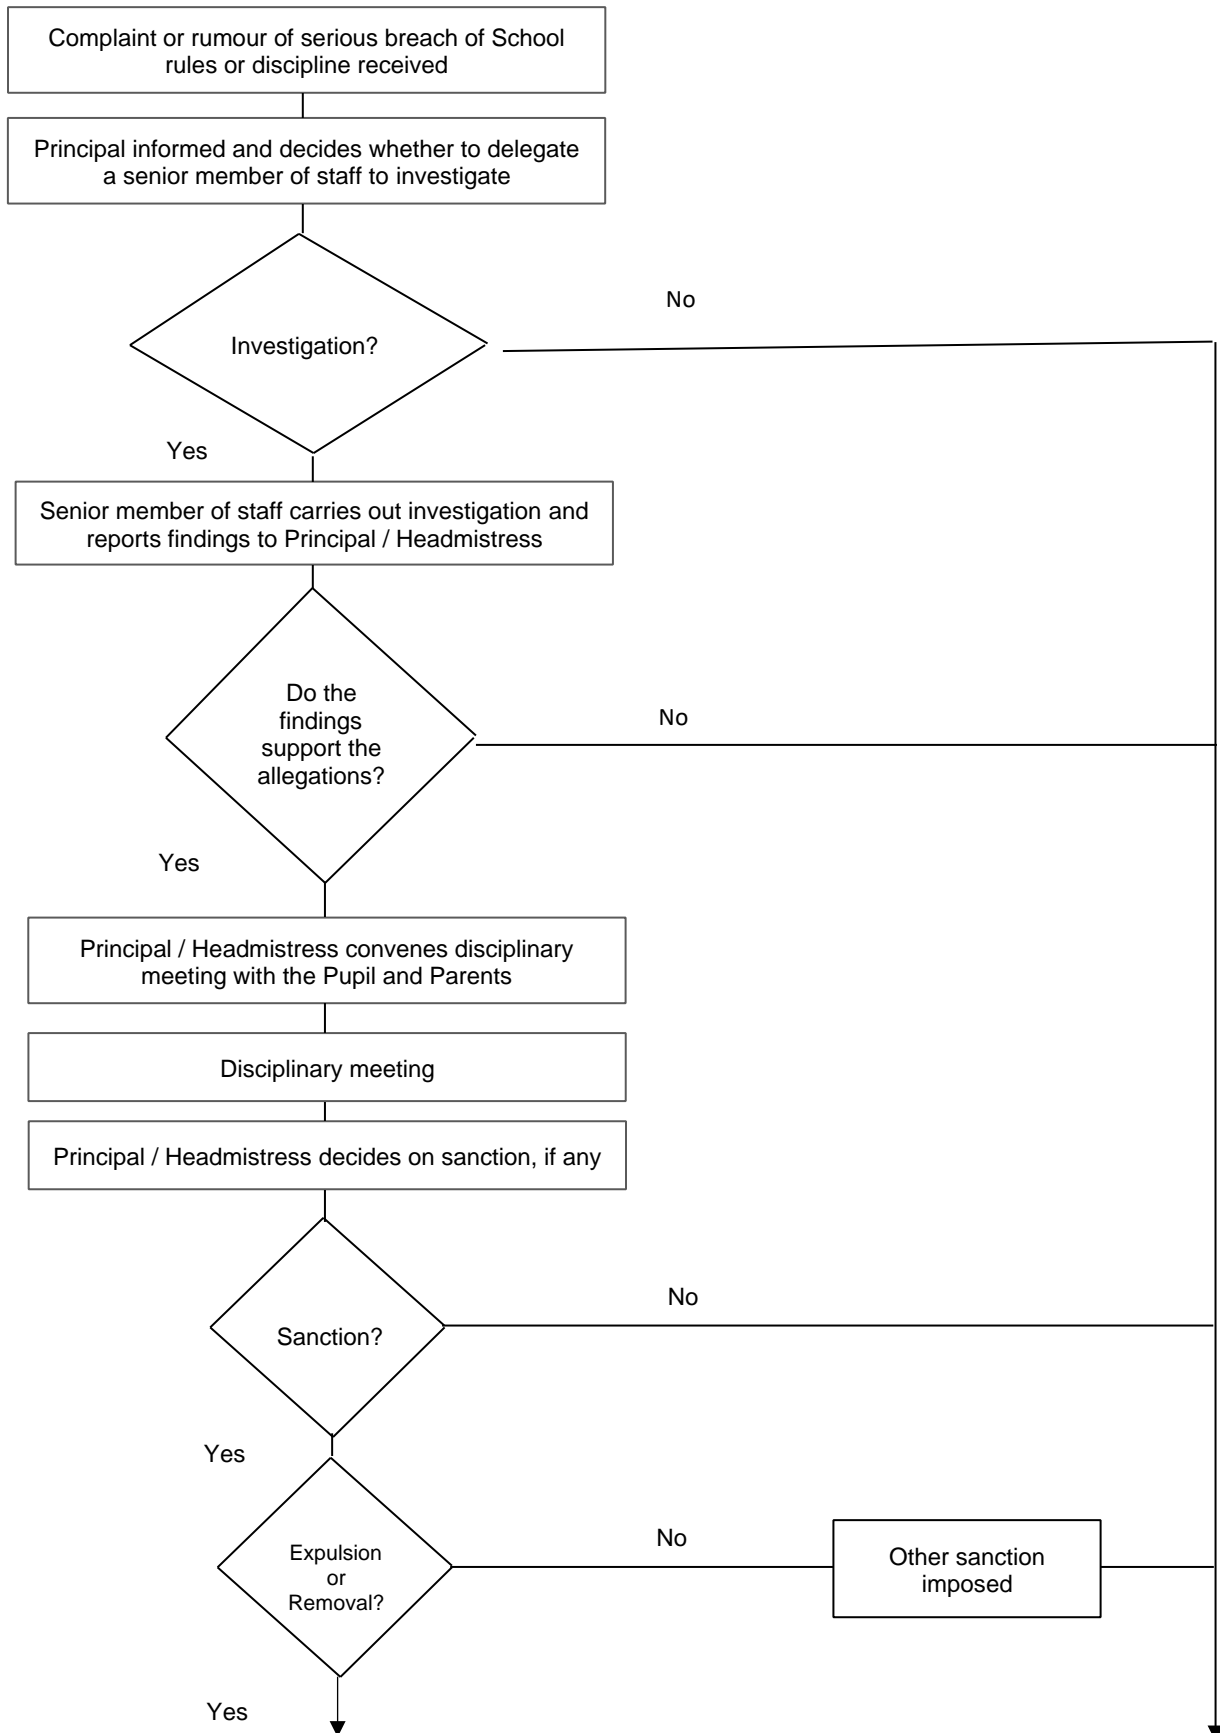 Complaint or rumour of serious breach of School
rules or discipline received
Principal informed and decides whether to delegate
a senior member of staff to investigate
No
Investigation?
Yes
Senior member of staff carries out investigation and
reports findings to Principal / Headmistress
Do the
findings
support the
allegations?
No
Yes
Principal / Headmistress convenes disciplinary
meeting with the Pupil and Parents
Disciplinary meeting
Principal / Headmistress decides on sanction, if any
No
Sanction?
Yes
No
Expulsion
or
Removal?
Other sanction
imposed
Yes